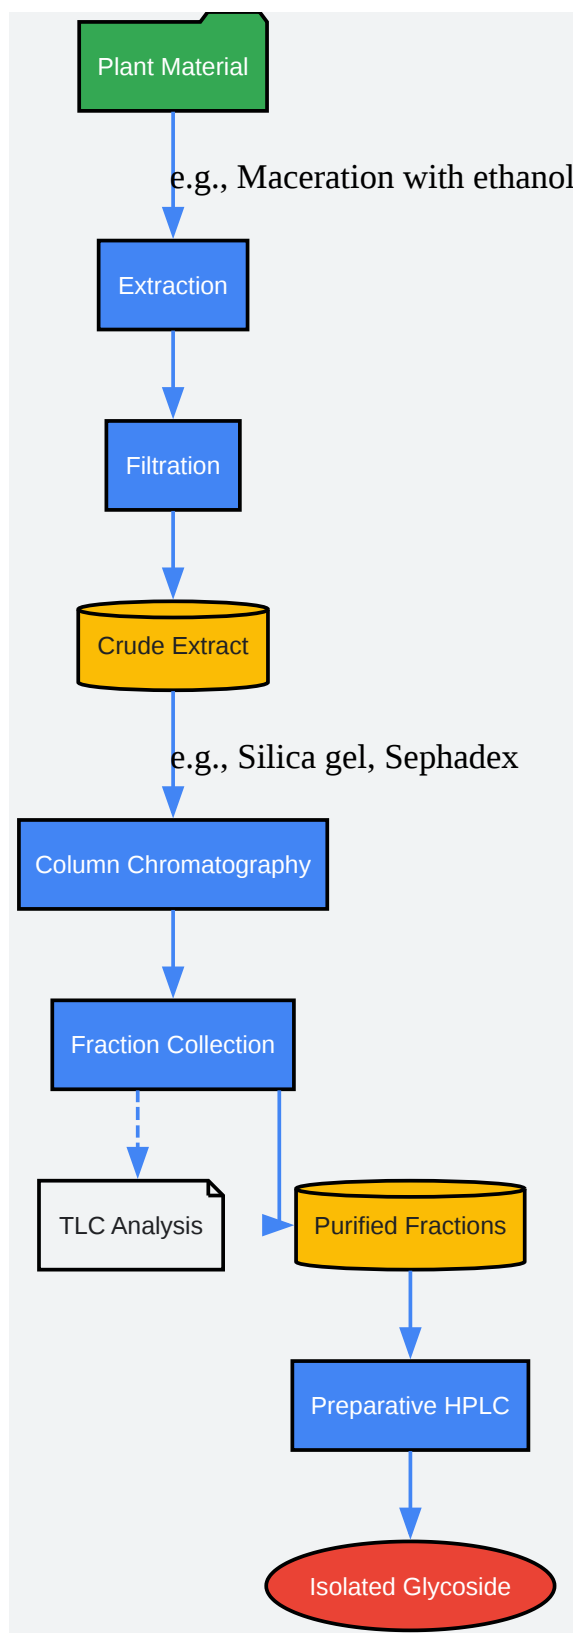 Plant Material
e.g., Maceration with ethanol
Extraction
Filtration
Crude Extract
e.g., Silica gel, Sephadex
Column Chromatography
Fraction Collection
TLC Analysis
Purified Fractions
Preparative HPLC
Isolated Glycoside